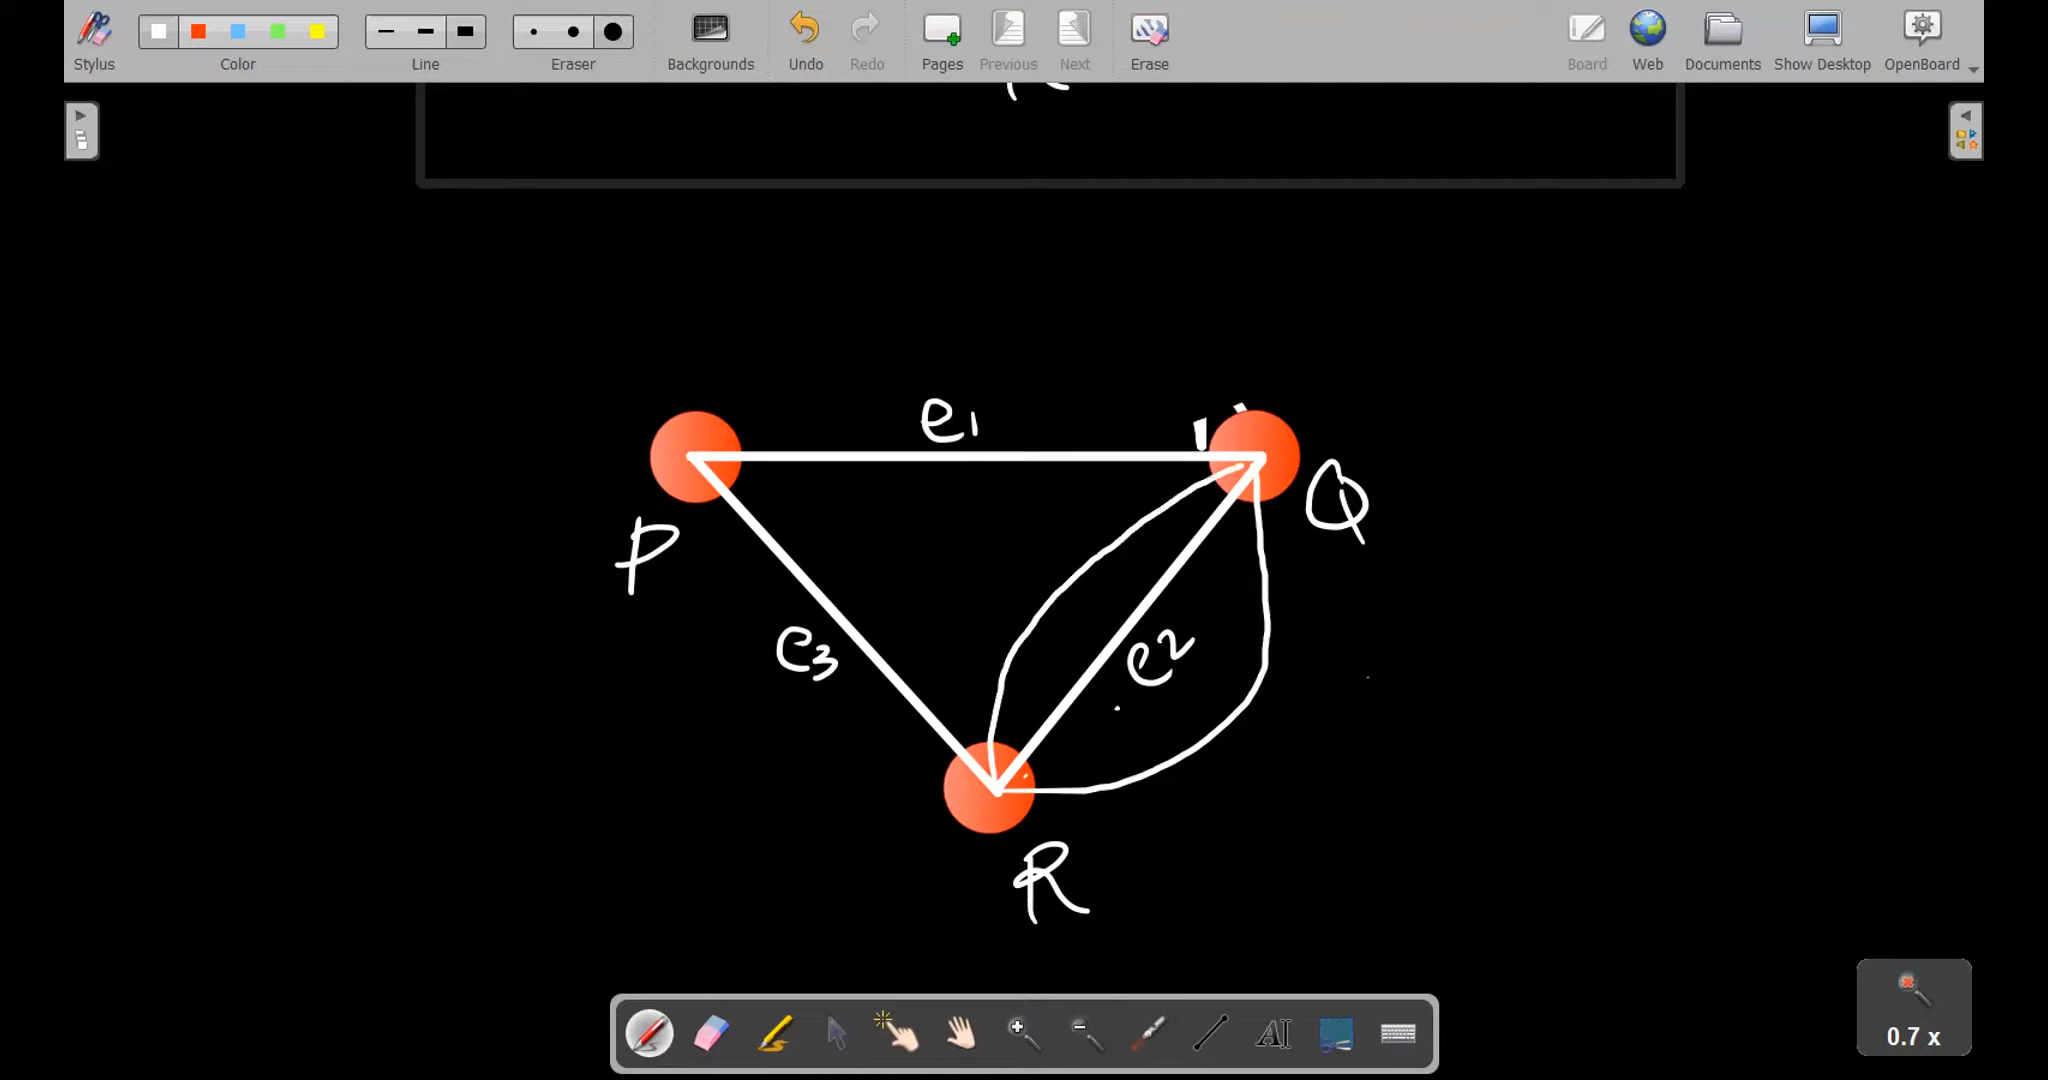 Stylus Color Line Eraser Backgrounds Undo Redo Pages Previous Next Erase Board Web Documents Show Desktop OpenBoard
e1
Q
P
e3
e2
R
AI
0.7 x